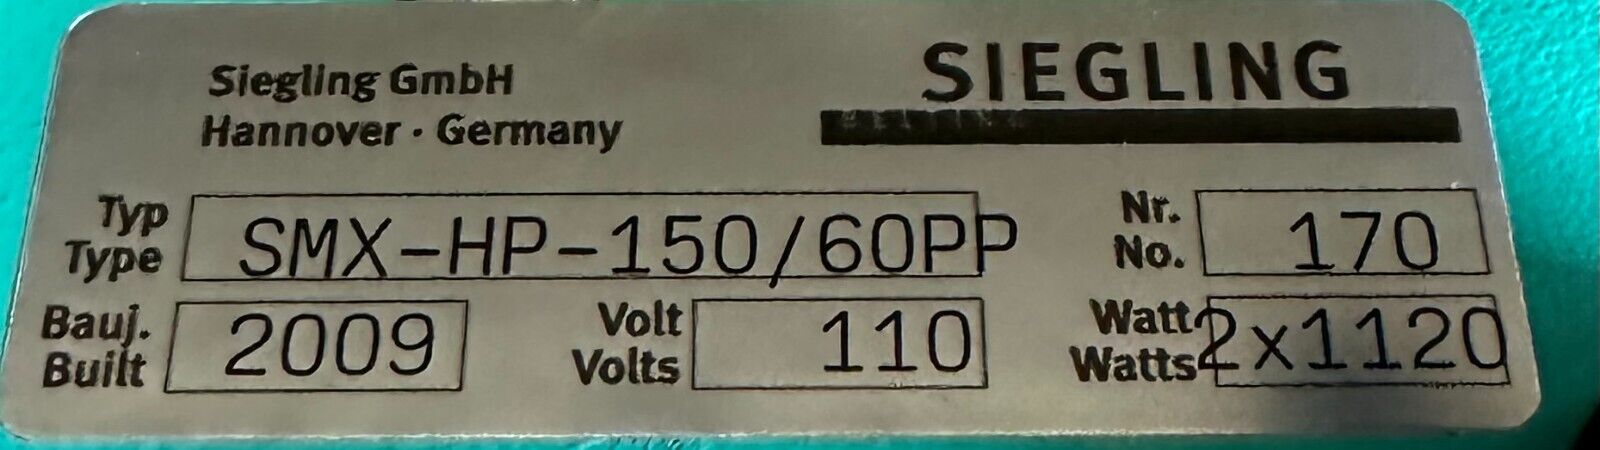 Siegling GmbH
Hannover · Germany
SIEGLING
Typ
Type
SMX-HP-150/60PP
Nr.
No.
170
Bauj.
Built
2009
Volt
Volts
110
Watt
Watts
2x1120